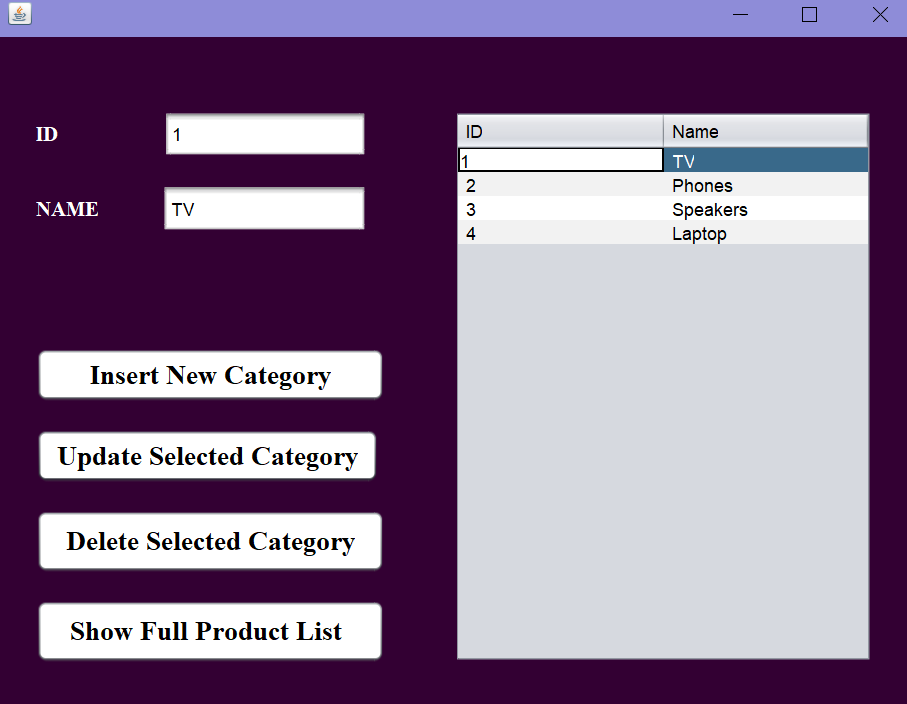 ID 1
NAME TV
Insert New Category
Update Selected Category
Delete Selected Category
Show Full Product List
ID Name
1 TV
2 Phones
3 Speakers
4 Laptop